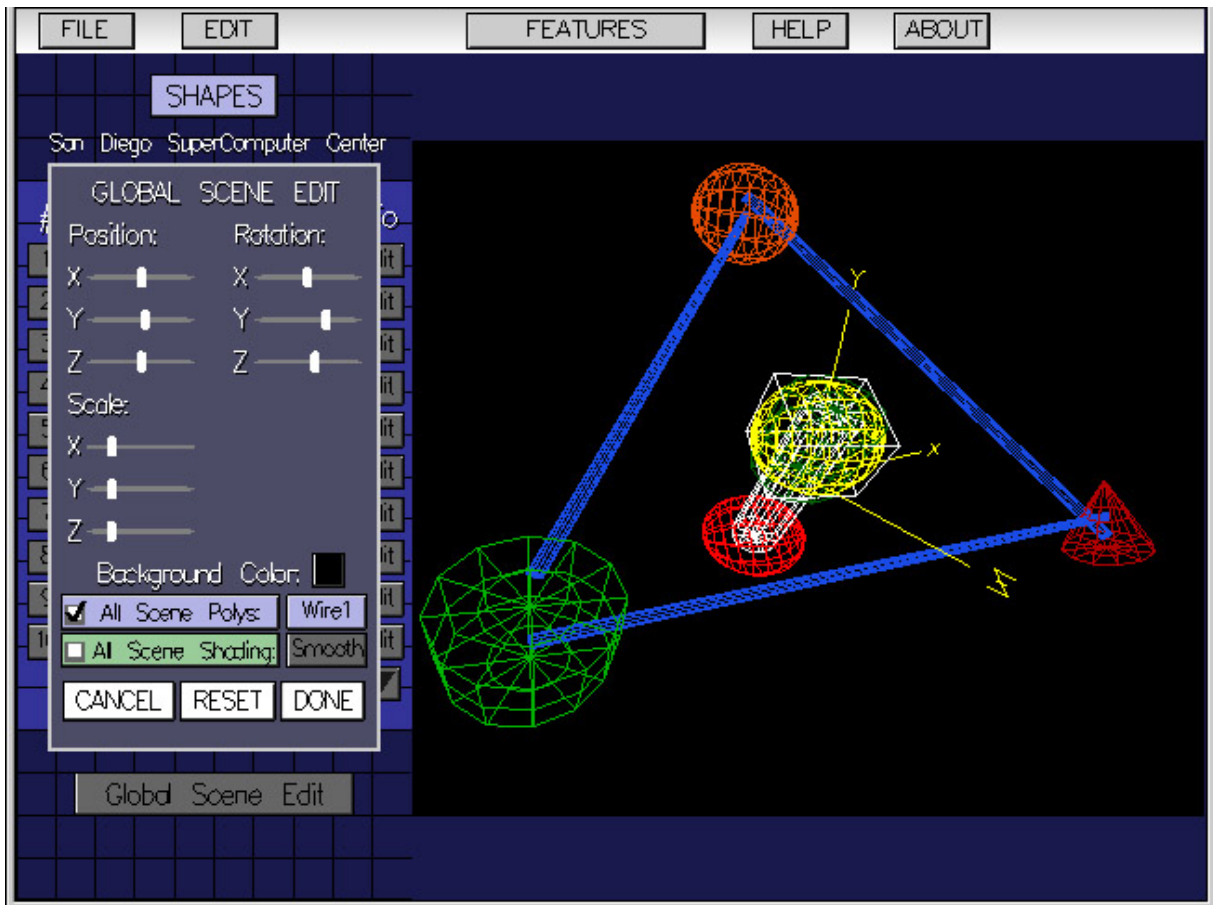 FILE EDIT FEATURES HELP ABOUT
SHAPES
San Diego SuperComputer Center
GLOBAL SCENE EDIT
#
Position: Rotation:
X X
Y Y
Z Z
Scale:
X
Y
Z
Background Color:
All Scene Polys: Wire1
All Scene Shading: Smooth
CANCEL RESET DONE
Global Scene Edit
Y
x